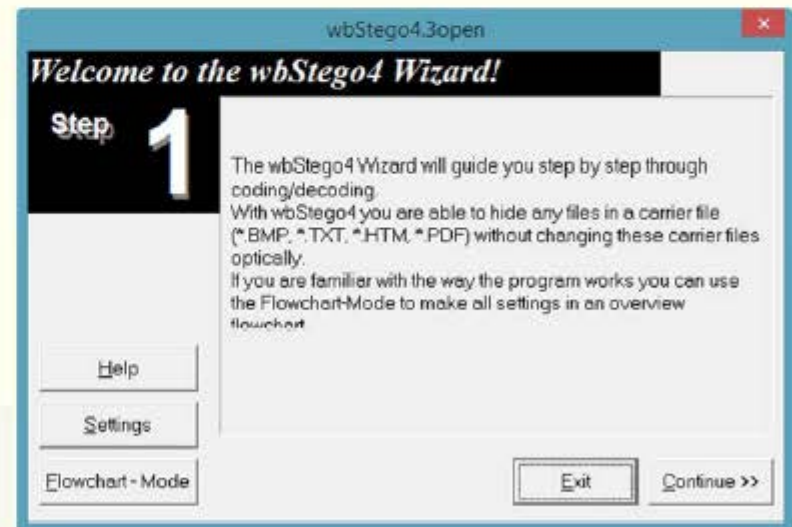 wbStego4.3open
Welcome to the wbStego4 Wizard!
Step 1
The wbStego4 Wizard will guide you step by step through
coding/decoding.
With wbStego4 you are able to hide any files in a carrier file
(*.BMP, *.TXT, *.HTM, *.PDF) without changing these carrier files
optically.
If you are familiar with the way the program works you can use
the Flowchart-Mode to make all settings in an overview
flowchart.
Help
Settings
Flowchart - Mode
Exit
Continue >>